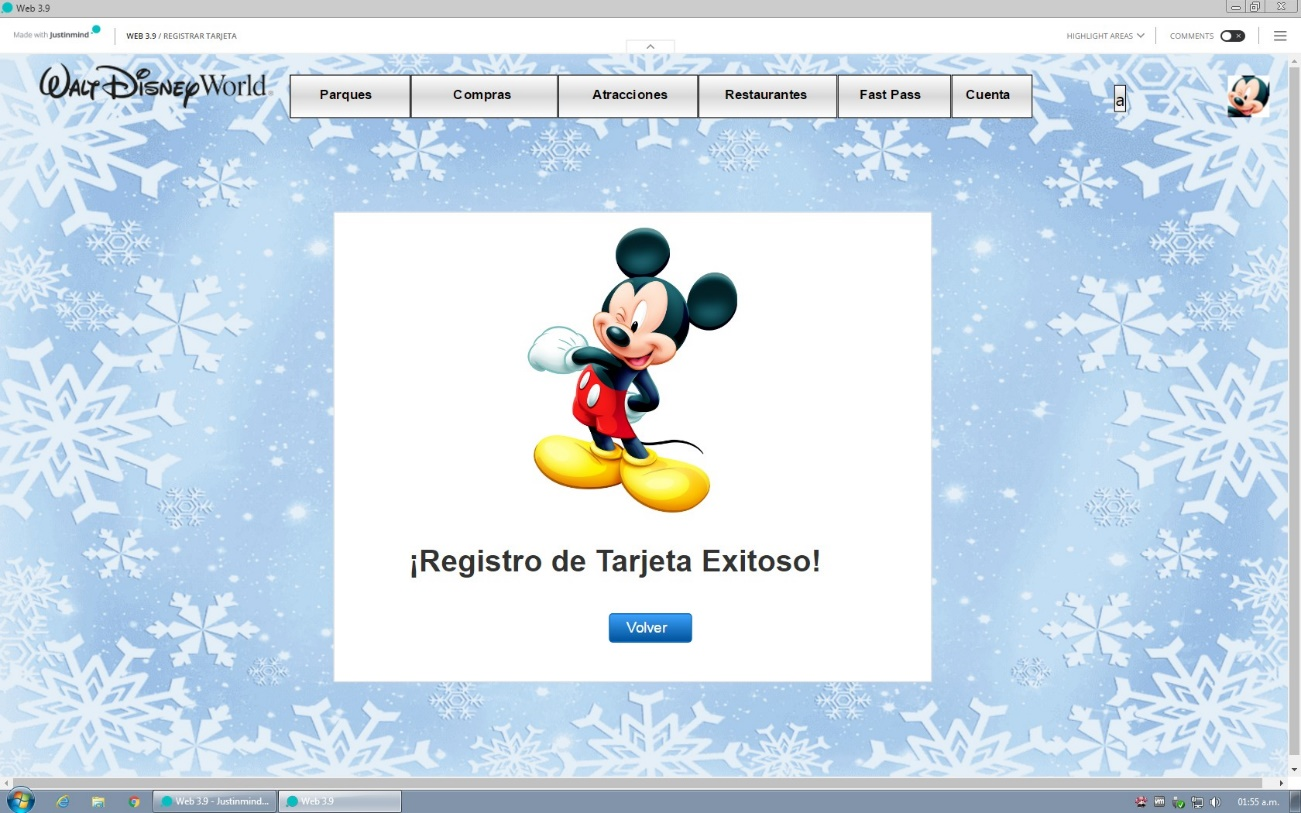 Web 3.9
Made with Justinmind
WEB 3.9 / REGISTRAR TARJETA
HIGHLIGHT AREAS
COMMENTS
Walt Disney World
Parques
Compras
Atracciones
Restaurantes
Fast Pass
Cuenta
a
¡Registro de Tarjeta Exitoso!
Volver
Web 3.9 - Justinmind...
Web 3.9
01:55 a.m.